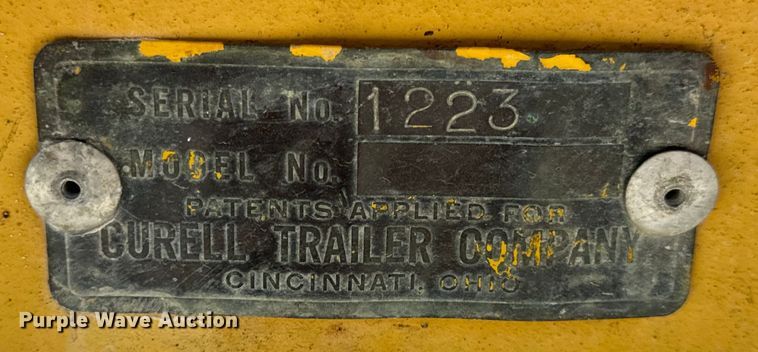 SERIAL No. 1223
MODEL No.
PATENTS APPLIED FOR
CURELL TRAILER COMPANY
CINCINNATI, OHIO
Purple Wave Auction